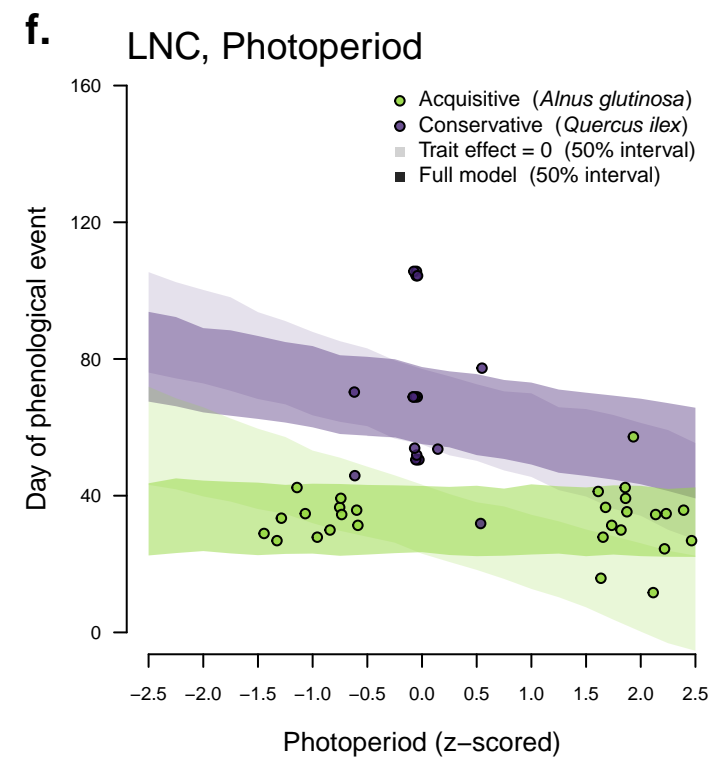 f.
LNC, Photoperiod
Acquisitive (Alnus glutinosa)
Conservative (Quercus ilex)
Trait effect = 0 (50% interval)
Full model (50% interval)
Day of phenological event
160
120
80
40
0
−2.5 −2.0 −1.5 −1.0 −0.5 0.0 0.5 1.0 1.5 2.0 2.5
Photoperiod (z−scored)